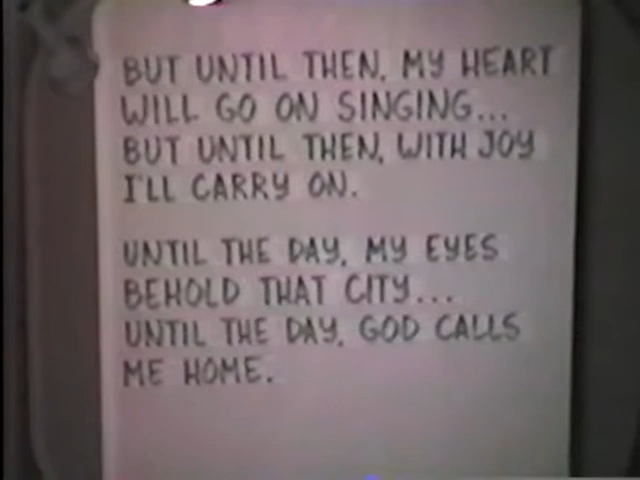 BUT UNTIL THEN, MY HEART
WILL GO ON SINGING...
BUT UNTIL THEN, WITH JOY
I'LL CARRY ON.
UNTIL THE DAY, MY EYES
BEHOLD THAT CITY...
UNTIL THE DAY, GOD CALLS
ME HOME.